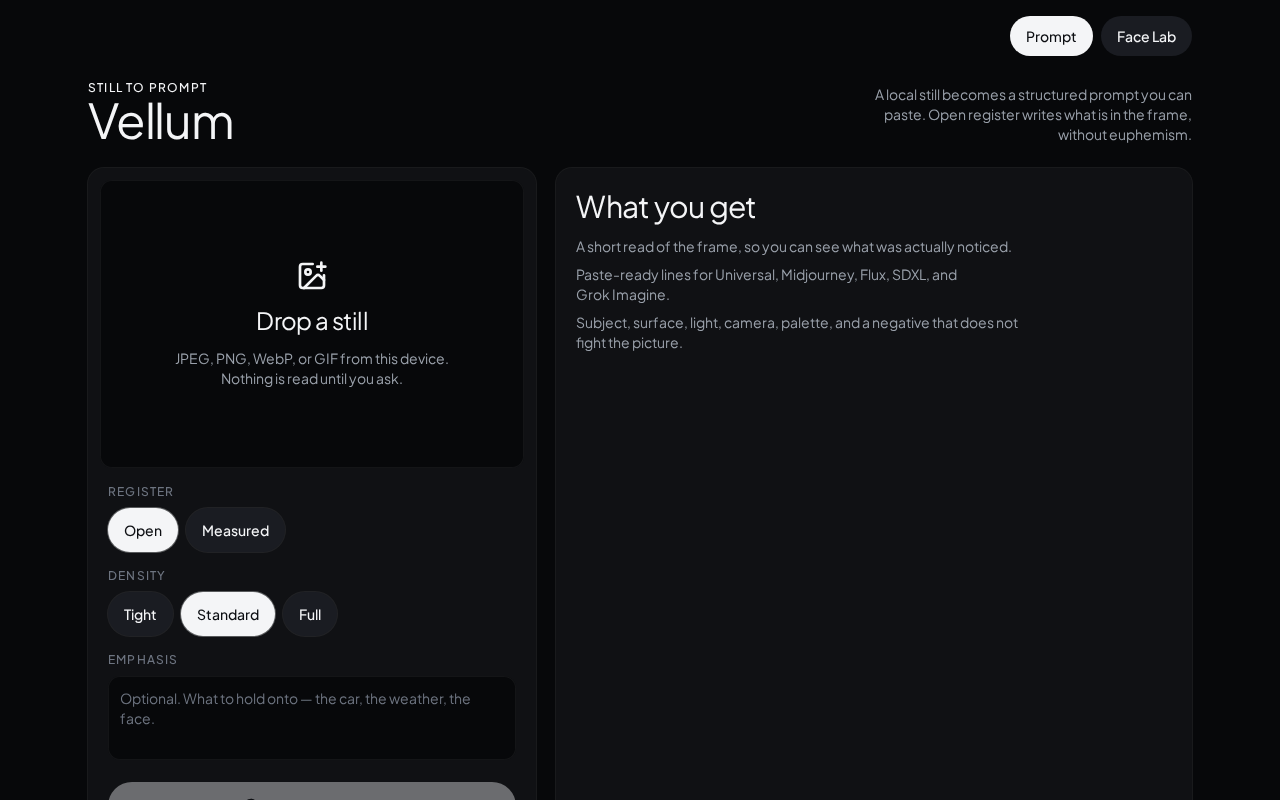 Prompt
Face Lab
STILL TO PROMPT
Vellum
A local still becomes a structured prompt you can
paste. Open register writes what is in the frame,
without euphemism.
Drop a still
JPEG, PNG, WebP, or GIF from this device.
Nothing is read until you ask.
REGISTER
Open
Measured
DENSITY
Tight
Standard
Full
EMPHASIS
Optional. What to hold onto — the car, the weather, the
face.
What you get
A short read of the frame, so you can see what was actually noticed.
Paste-ready lines for Universal, Midjourney, Flux, SDXL, and
Grok Imagine.
Subject, surface, light, camera, palette, and a negative that does not
fight the picture.